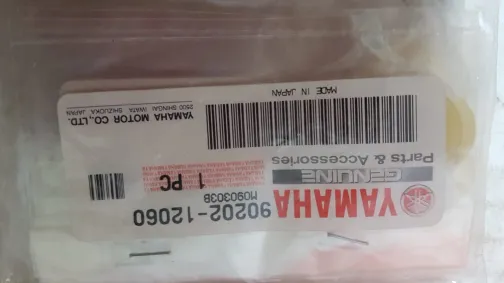 YAMAHA
90202-12060
M090303B
GENUINE
Parts & Accessories
1 PC
MADE IN JAPAN
YAMAHA MOTOR CO., LTD.
2500 SHINGAI IWATA SHIZUOKA JAPAN